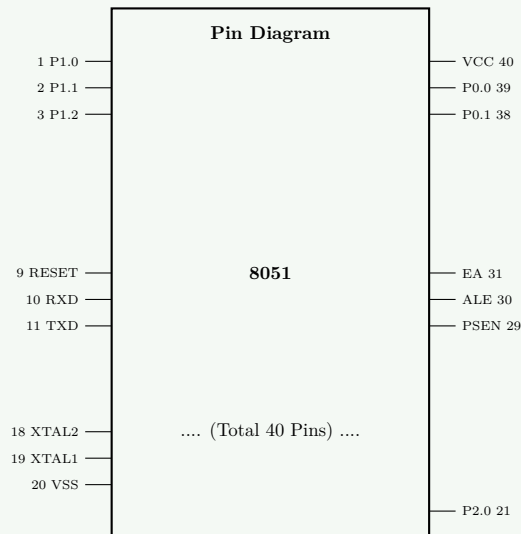 Pin Diagram
1 P1.0
2 P1.1
3 P1.2
9 RESET
10 RXD
11 TXD
18 XTAL2
19 XTAL1
20 VSS
8051
.... (Total 40 Pins) ....
VCC 40
P0.0 39
P0.1 38
EA 31
ALE 30
PSEN 29
P2.0 21